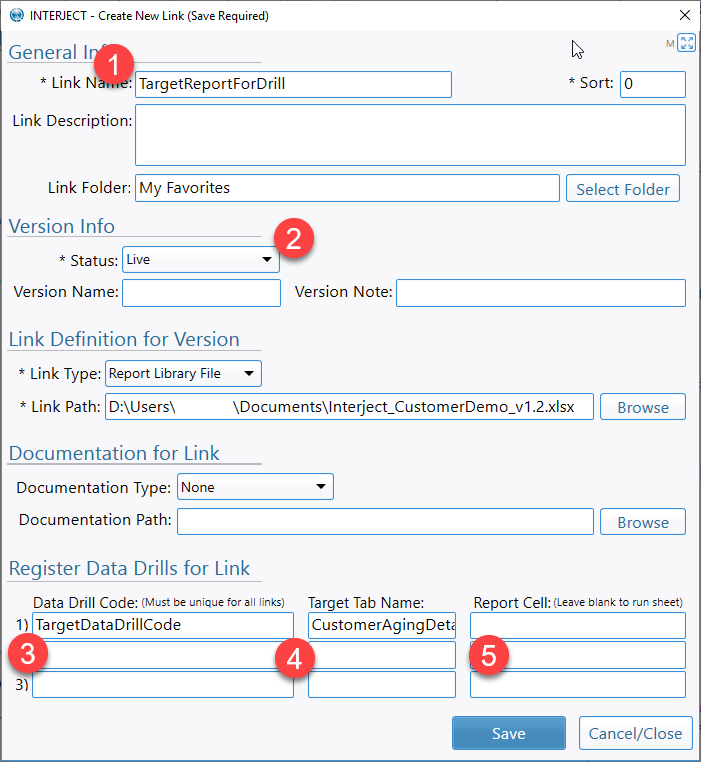 INTERJECT - Create New Link (Save Required)
General In
M
1
* Link Name: TargetReportForDrill * Sort: 0
Link Description:
Link Folder: My Favorites Select Folder
Version Info
2
* Status: Live
Version Name: Version Note:
Link Definition for Version
* Link Type: Report Library File
* Link Path: D:\Users\ \Documents\Interject_CustomerDemo_v1.2.xlsx Browse
Documentation for Link
Documentation Type: None
Documentation Path: Browse
Register Data Drills for Link
Data Drill Code: (Must be unique for all links) Target Tab Name: Report Cell: (Leave blank to run sheet)
1) TargetDataDrillCode CustomerAgingDeta
3 4 5
3)
Save Cancel/Close